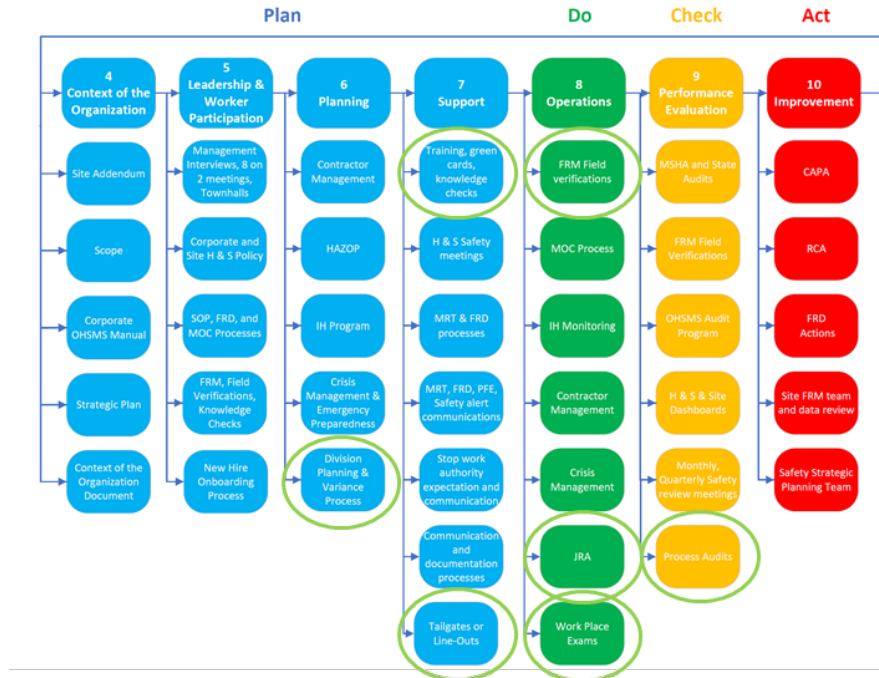 Plan
Do
Check
Act
4
Context of the
Organization
Site Addendum
Scope
Corporate
OHSMS Manual
Strategic Plan
Context of the
Organization
Document
5
Leadership &
Worker
Participation
Management
Interviews, 8 on
2 meetings,
Townhalls
Corporate and
Site H & S Policy
SOP, FRD, and
MOC Processes
FRM, Field
Verifications,
Knowledge
Checks
New Hire
Onboarding
Process
6
Planning
Contractor
Management
HAZOP
IH Program
Crisis
Management &
Emergency
Preparedness
Division
Planning &
Variance
Process
7
Support
Training, green
cards,
knowledge
checks
H & S Safety
meetings
MRT & FRD
processes
MRT, FRD, PFE,
Safety alert
communications
Stop work
authority
expectation and
communication
Communication
and
documentation
processes
Tailgates or
Line-Outs
8
Operations
FRM Field
verifications
MOC Process
IH Monitoring
Contractor
Management
Crisis
Management
JRA
Work Place
Exams
9
Performance
Evaluation
MSHA and State
Audits
FRM Field
Verifications
OHSMS Audit
Program
H & S & Site
Dashboards
Monthly,
Quarterly Safety
review meetings
Process Audits
10
Improvement
CAPA
RCA
FRD
Actions
Site FRM team
and data review
Safety Strategic
Planning Team